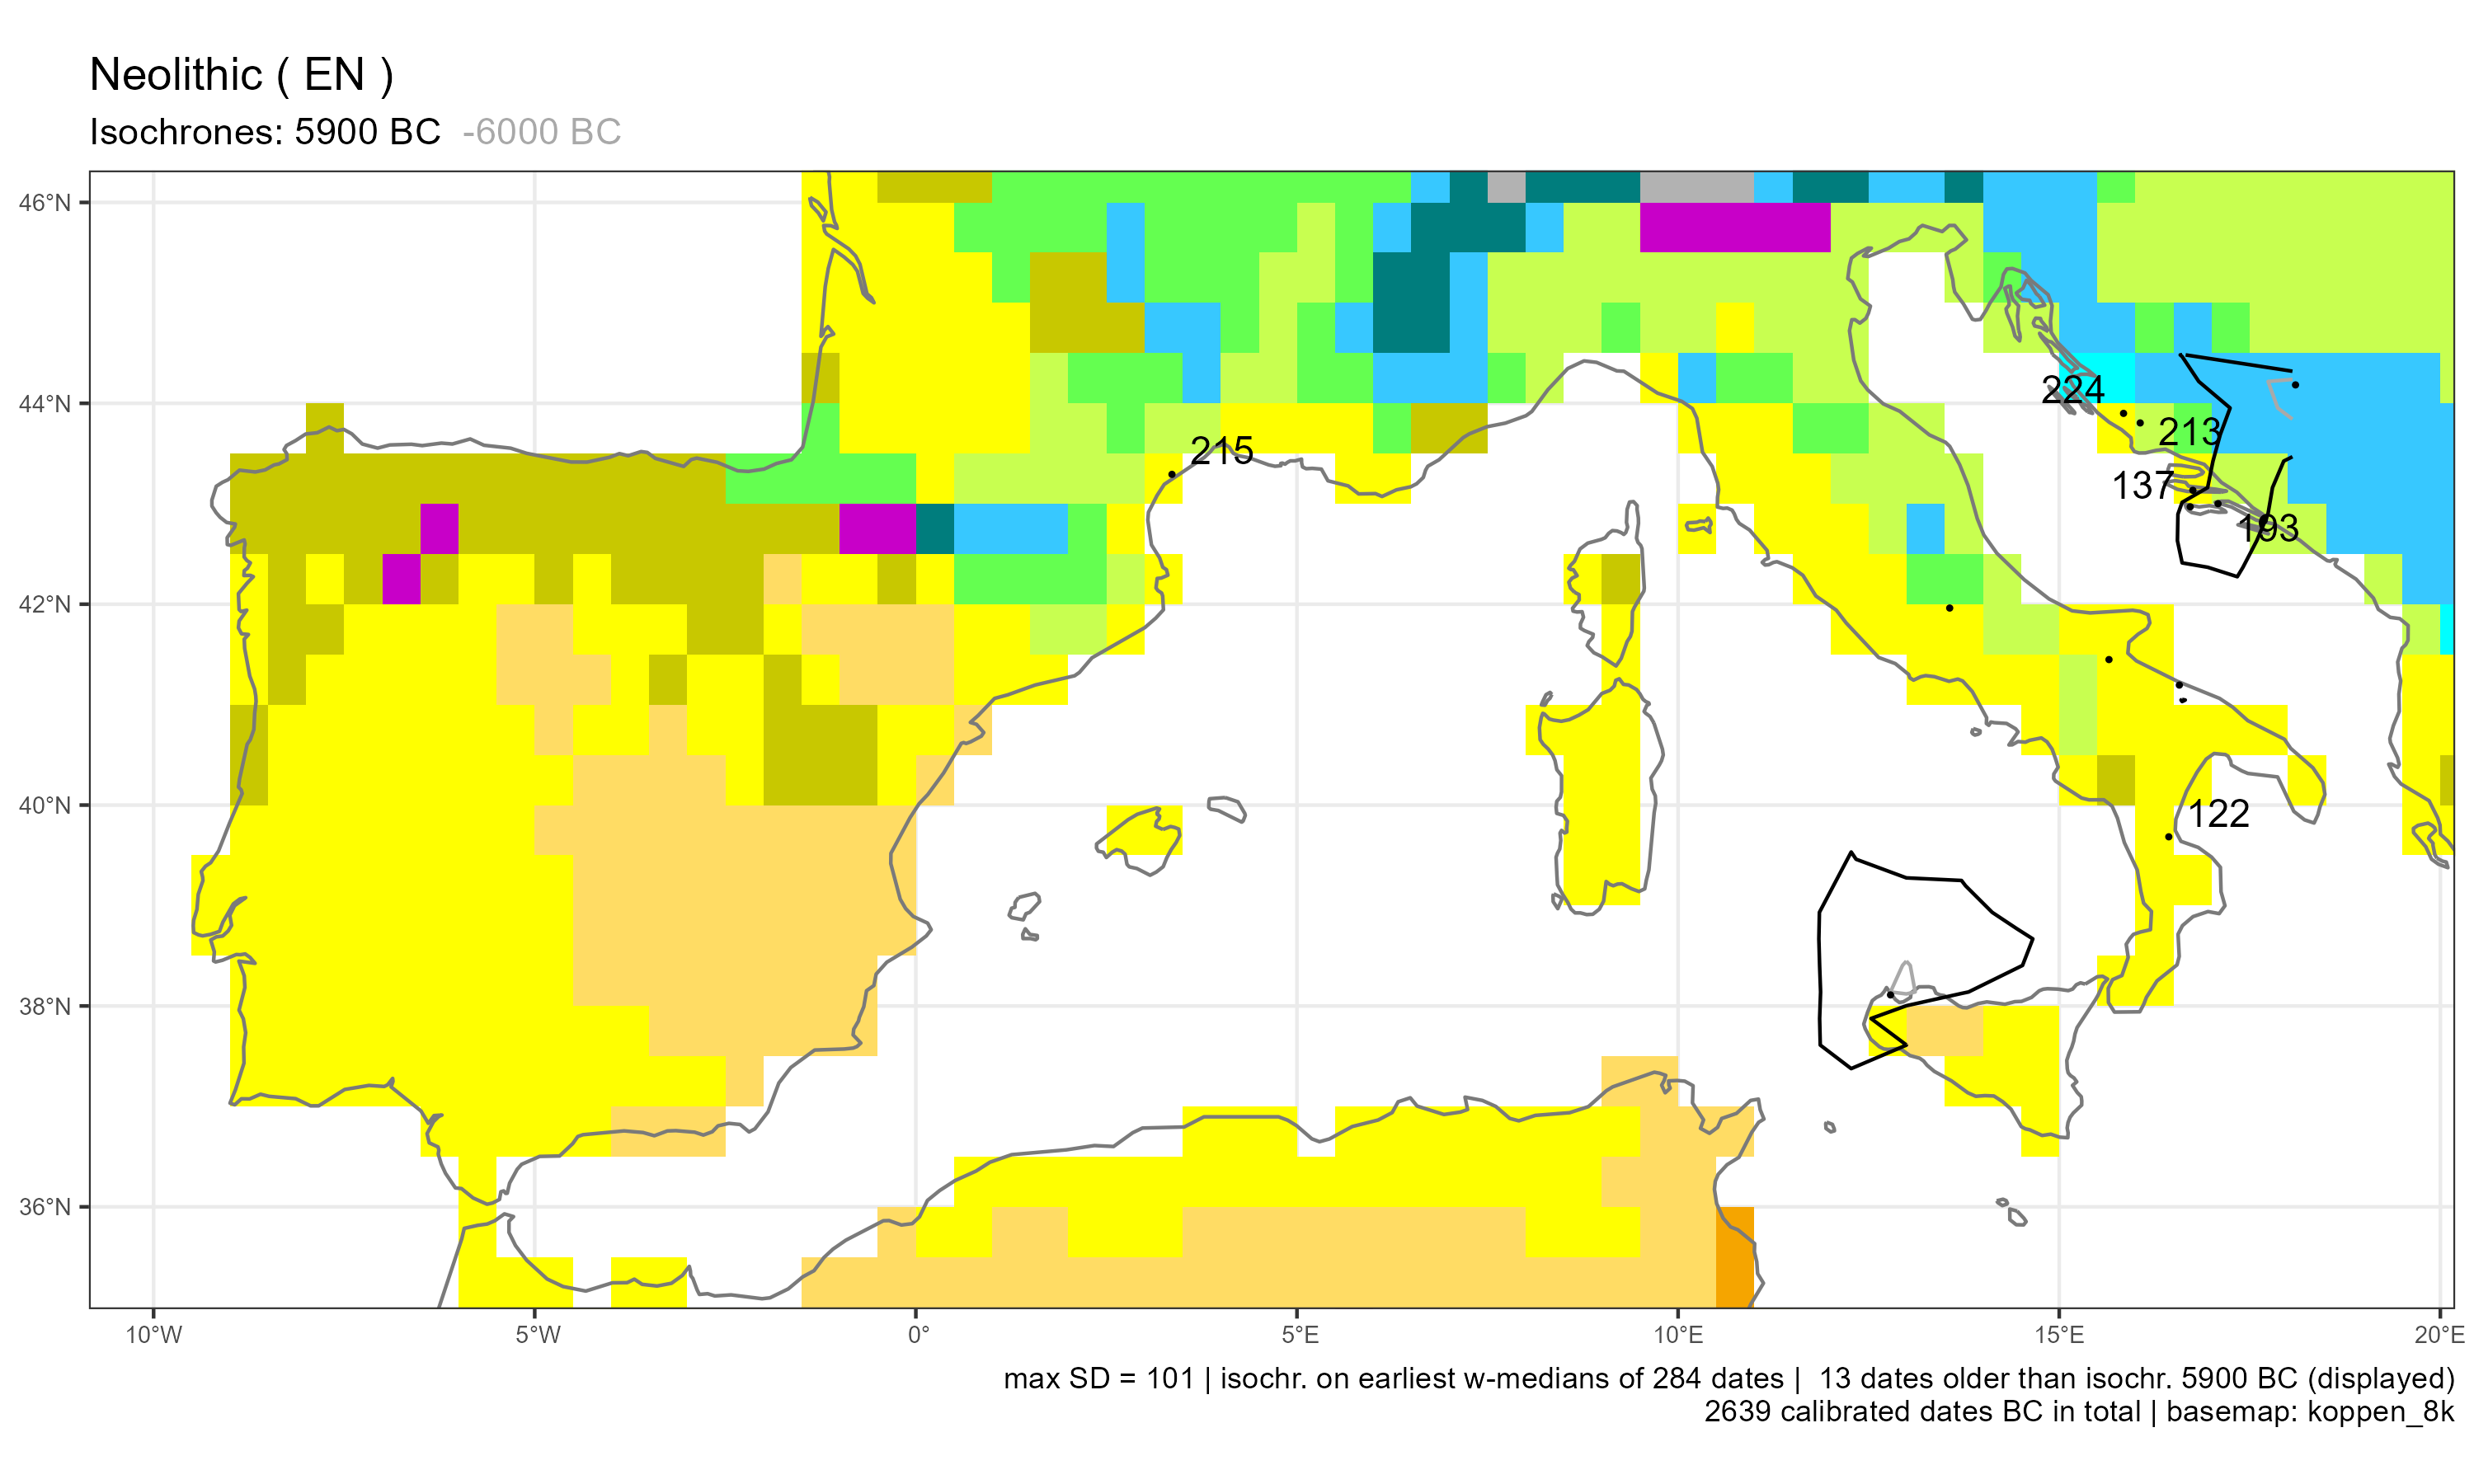 Neolithic ( EN )
Isochrones: 5900 BC -6000 BC
46°N
44°N
42°N
40°N
38°N
36°N
224
213
215
137
193
122
10°W
5°W
0°
5°E
10°E
15°E
20°E
max SD = 101 | isochr. on earliest w-medians of 284 dates | 13 dates older than isochr. 5900 BC (displayed)
2639 calibrated dates BC in total | basemap: koppen_8k